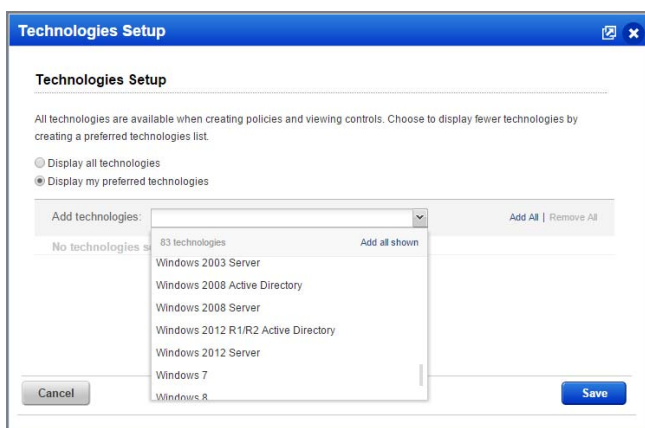 Technologies Setup
Technologies Setup
All technologies are available when creating policies and viewing controls. Choose to display fewer technologies by
creating a preferred technologies list.
Display all technologies
Display my preferred technologies
Add technologies:
Add All | Remove All
No technologies s
83 technologies
Add all shown
Windows 2003 Server
Windows 2008 Active Directory
Windows 2008 Server
Windows 2012 R1/R2 Active Directory
Windows 2012 Server
Windows 7
Windows 8
Cancel
Save